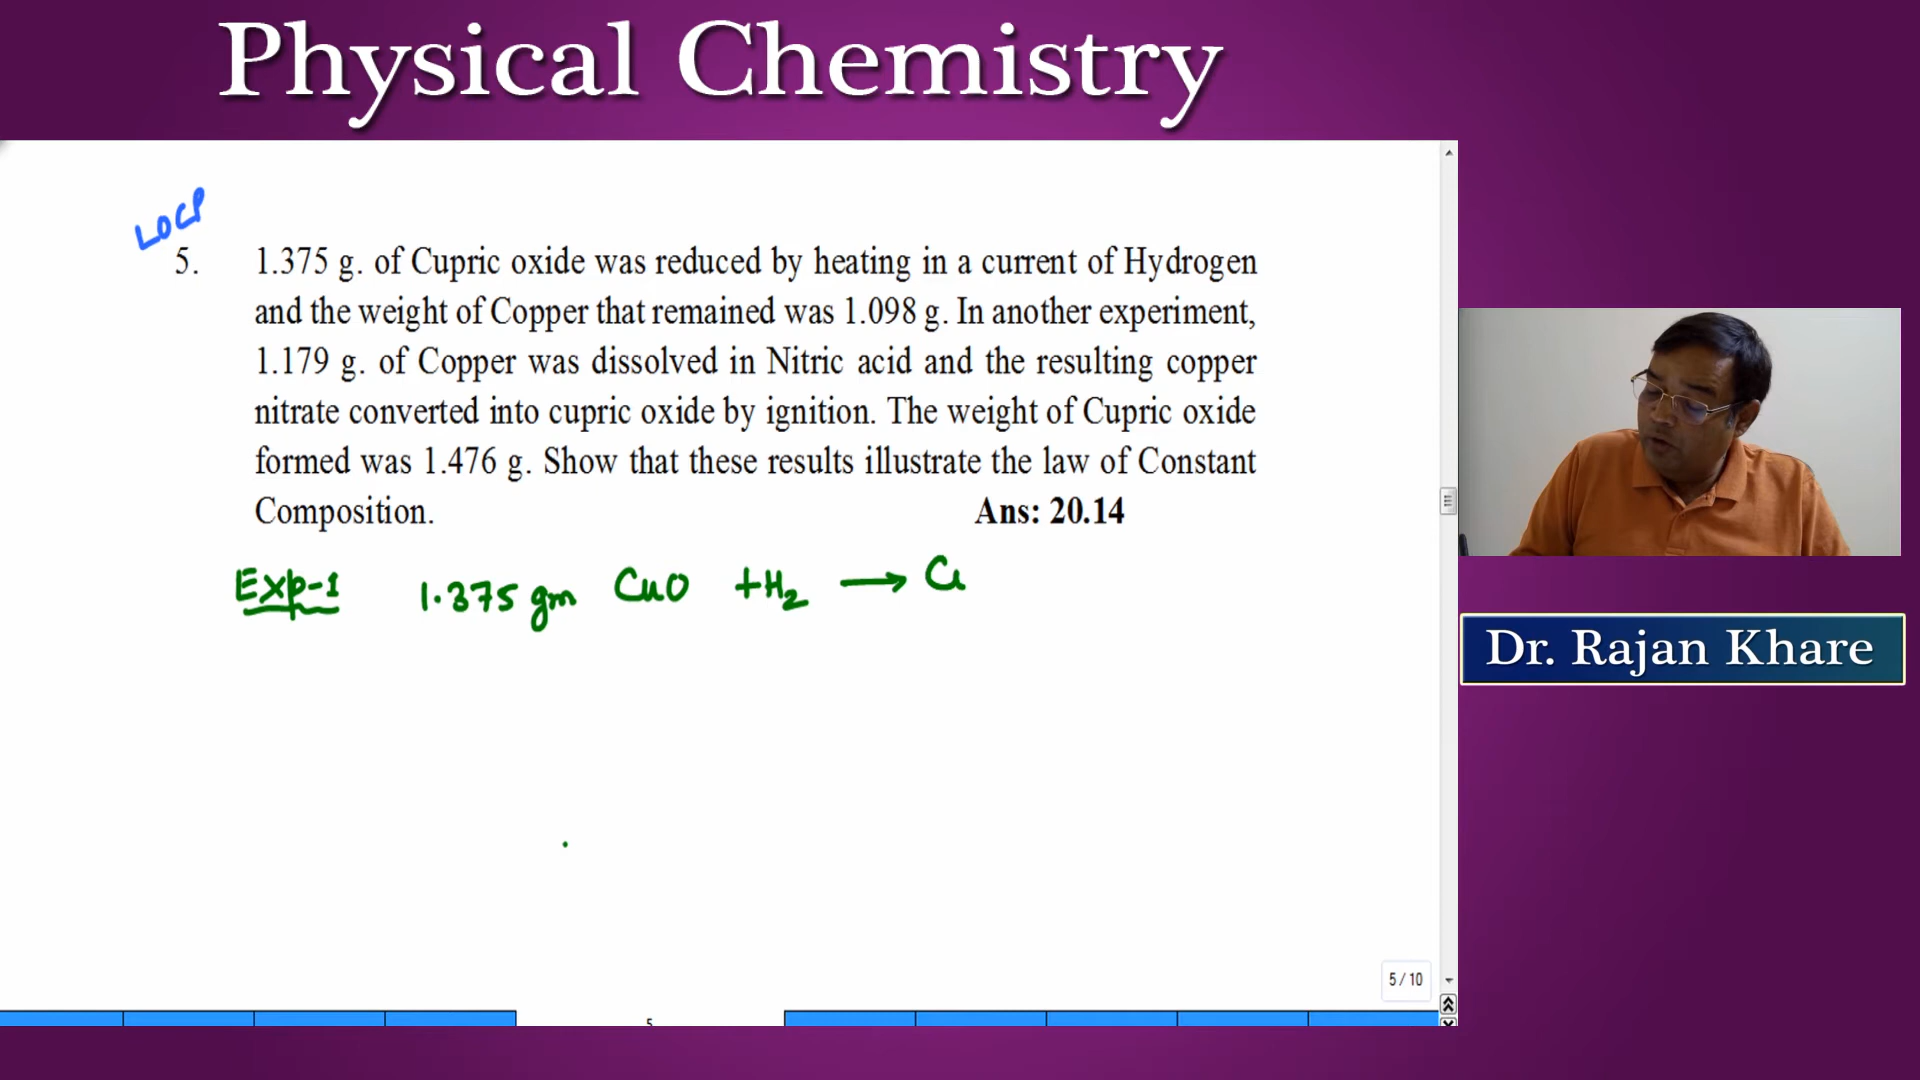 Physical Chemistry
LOCP
5. 1.375 g. of Cupric oxide was reduced by heating in a current of Hydrogen
and the weight of Copper that remained was 1.098 g. In another experiment,
1.179 g. of Copper was dissolved in Nitric acid and the resulting copper
nitrate converted into cupric oxide by ignition. The weight of Cupric oxide
formed was 1.476 g. Show that these results illustrate the law of Constant
Composition. Ans: 20.14
Exp-1 1.375 gm CuO +H2 → Cu
Dr. Rajan Khare
5 / 10
5